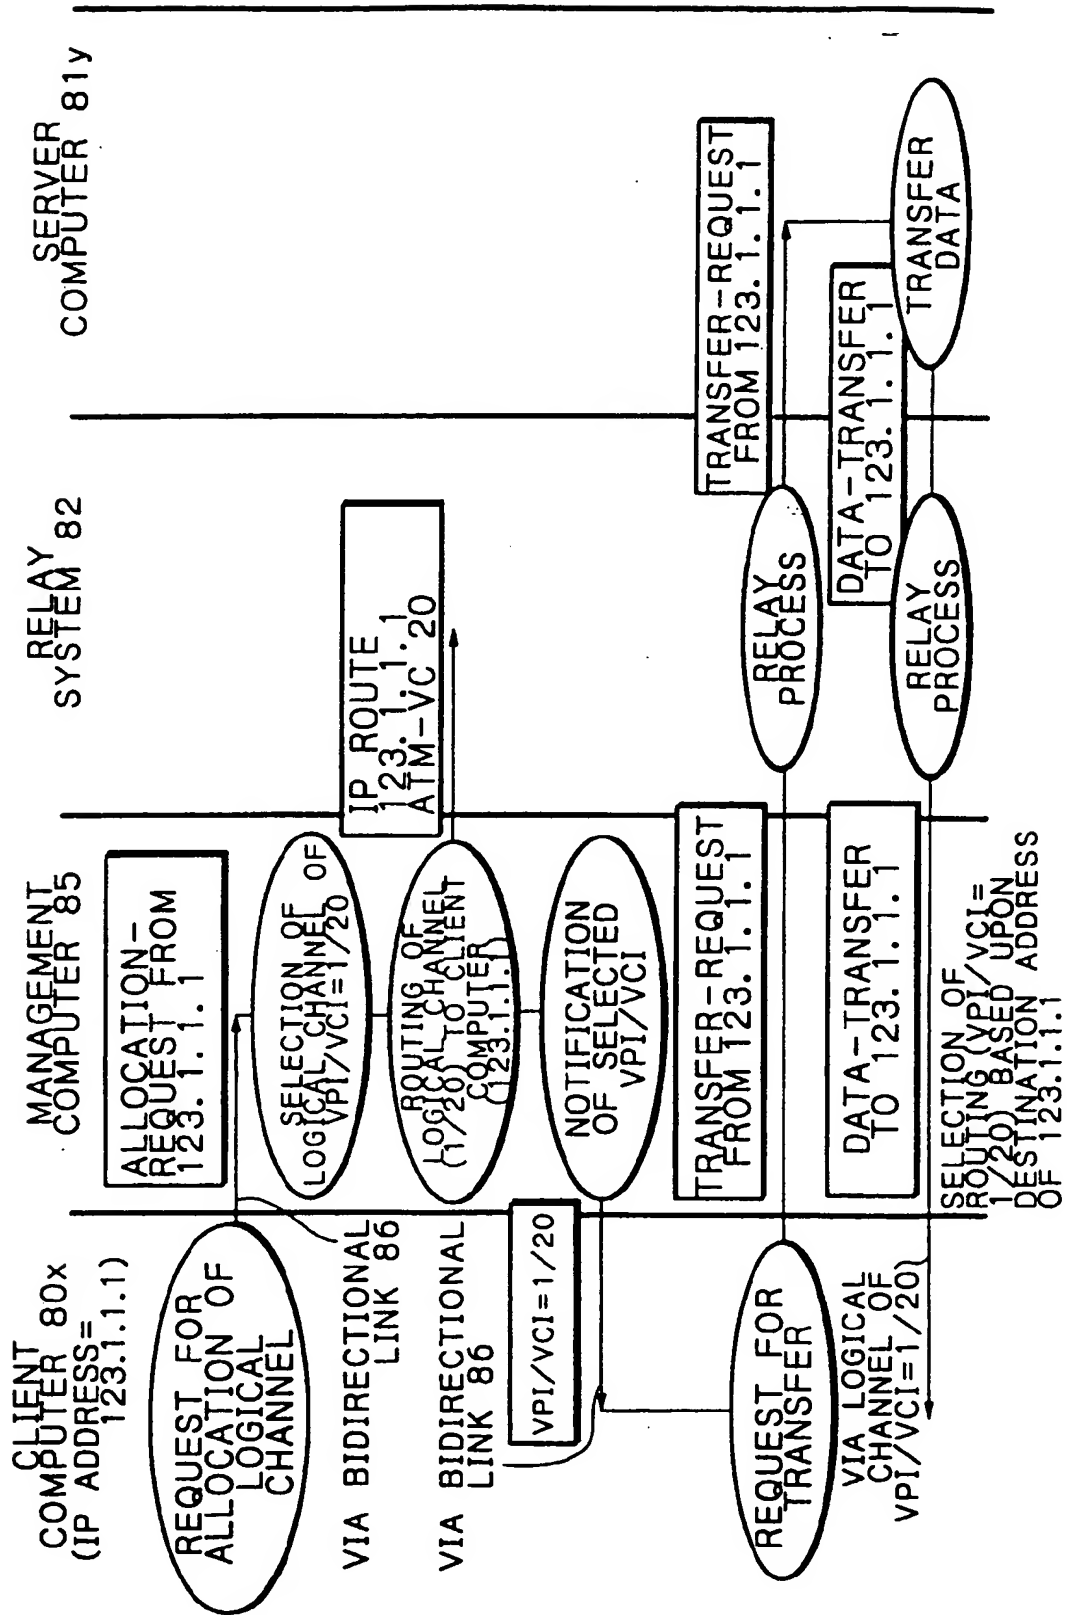 CLIENT
COMPUTER 80x
(IP ADDRESS=
123.1.1.1)
MANAGEMENT
COMPUTER 85
RELAY
SYSTEM 82
SERVER
COMPUTER 81y
REQUEST FOR
ALLOCATION OF
LOGICAL
CHANNEL
ALLOCATION-
REQUEST FROM
123.1.1.1
VIA BIDIRECTIONAL
LINK 86
SELECTION OF
LOGICAL CHANNEL OF
VPI/VCI=1/20
IP ROUTE
123.1.1.1
ATM-VC 20
ROUTING OF
LOGICAL CHANNEL
(1/20) TO CLIENT
COMPUTER
(123.1.1.1)
VIA BIDIRECTIONAL
LINK 86
VPI/VCI=1/20
NOTIFICATION
OF SELECTED
VPI/VCI
REQUEST FOR
TRANSFER
TRANSFER-REQUEST
FROM 123.1.1.1
RELAY
PROCESS
TRANSFER-REQUEST
FROM 123.1.1.1
VIA LOGICAL
CHANNEL OF
VPI/VCI=1/20)
DATA-TRANSFER
TO 123.1.1.1
RELAY
PROCESS
DATA-TRANSFER
TO 123.1.1.1
TRANSFER
DATA
SELECTION OF
ROUTING (VPI/VCI=
1/20) BASED UPON
DESTINATION ADDRESS
OF 123.1.1.1